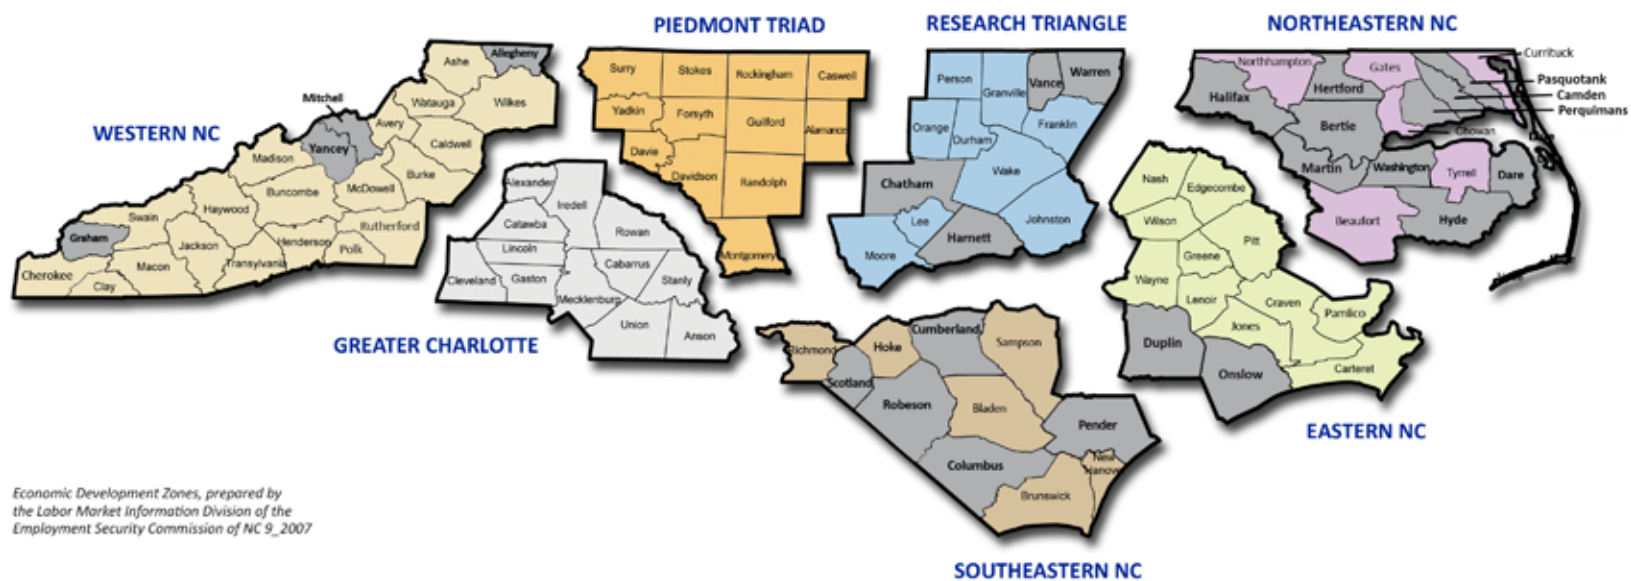 PIEDMONT TRIAD
RESEARCH TRIANGLE
NORTHEASTERN NC
WESTERN NC
GREATER CHARLOTTE
SOUTHEASTERN NC
EASTERN NC
Ashe
Allegheny
Mitchell
Watauga
Wilkes
Avery
Yancey
Caldwell
Madison
Burke
Buncombe
McDowell
Haywood
Swain
Rutherford
Graham
Jackson
Henderson
Polk
Macon
Transylvania
Cherokee
Clay
Alexander
Iredell
Catawba
Rowan
Lincoln
Cabarrus
Cleveland
Gaston
Stanly
Mecklenburg
Union
Anson
Surry
Stokes
Rockingham
Caswell
Yadkin
Forsyth
Guilford
Alamance
Davie
Davidson
Randolph
Montgomery
Person
Granville
Vance
Warren
Orange
Durham
Franklin
Chatham
Wake
Lee
Johnston
Harnett
Moore
Richmond
Hoke
Cumberland
Sampson
Scotland
Robeson
Bladen
Pender
Columbus
New
Hanover
Brunswick
Nash
Edgecombe
Wilson
Pitt
Greene
Wayne
Lenoir
Craven
Pamlico
Jones
Duplin
Onslow
Carteret
Northhampton
Gates
Currituck
Pasquotank
Camden
Perquimans
Chowan
Halifax
Hertford
Bertie
Martin
Washington
Tyrrell
Dare
Beaufort
Hyde
Economic Development Zones, prepared by
the Labor Market Information Division of the
Employment Security Commission of NC 9_2007